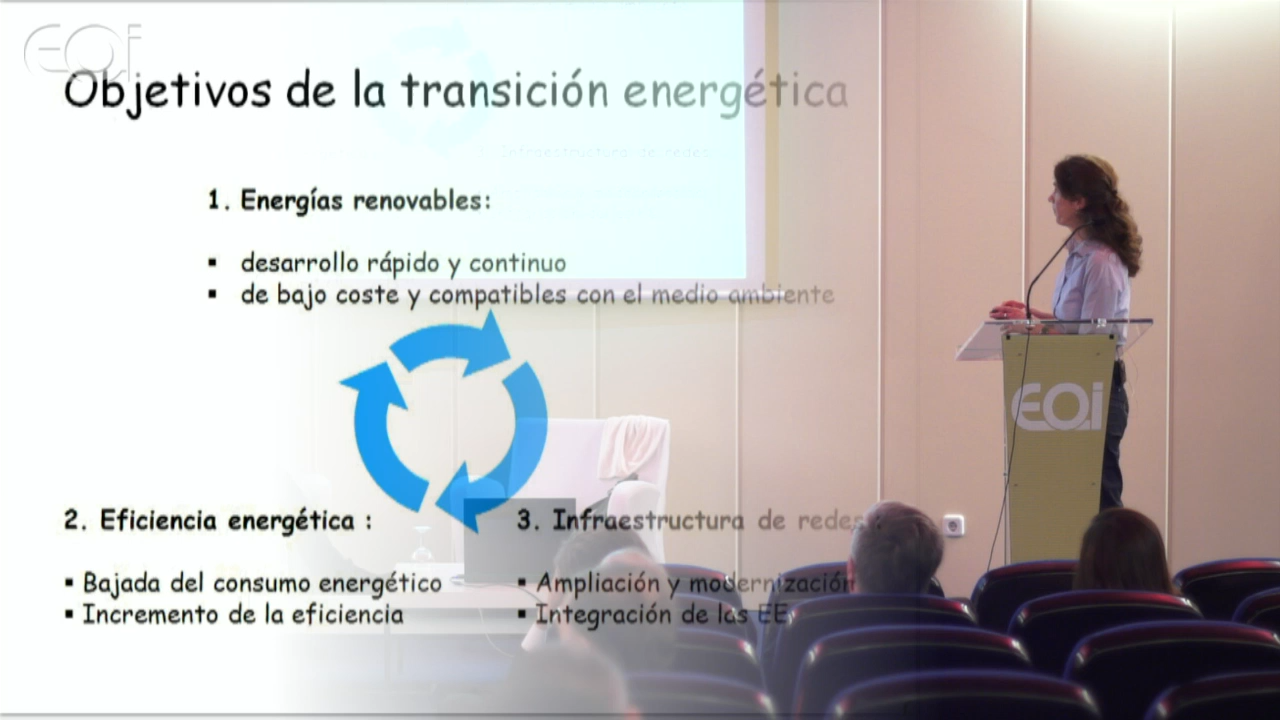 EOI
Objetivos de la transición energética
1. Energías renovables:
▪ desarrollo rápido y continuo
▪ de bajo coste y compatibles con el medio ambiente
EOI
2. Eficiencia energética :
▪ Bajada del consumo energético
▪ Incremento de la eficiencia
3. Infraestructura de redes :
▪ Ampliación y modernización
▪ Integración de las EE